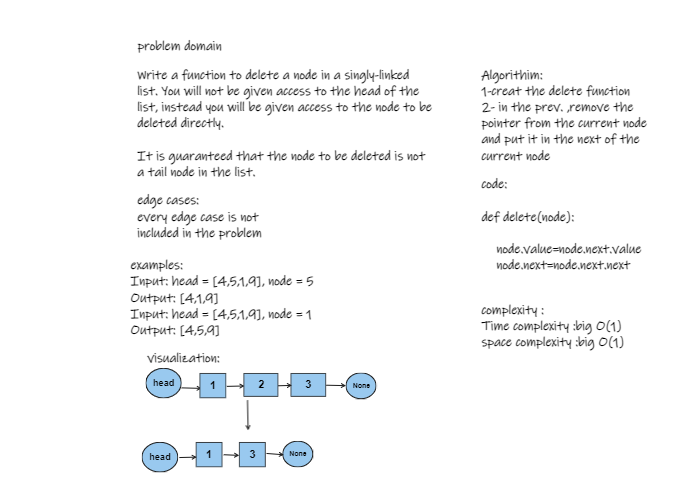 problem domain
Write a function to delete a node in a singly-linked
list. You will not be given access to the head of the
list, instead you will be given access to the node to be
deleted directly.
It is guaranteed that the node to be deleted is not
a tail node in the list.
edge cases:
every edge case is not
included in the problem
examples:
Input: head = [4,5,1,9], node = 5
Output: [4,1,9]
Input: head = [4,5,1,9], node = 1
Output: [4,5,9]
visualization:
head 1 2 3 None
head 1 3 None
Algorithim:
1-creat the delete function
2- in the prev. ,remove the
pointer from the current node
and put it in the next of the
current node
code:
def delete(node):
node.value=node.next.value
node.next=node.next.next
complexity :
Time complexity :big O(1)
space complexity :big O(1)